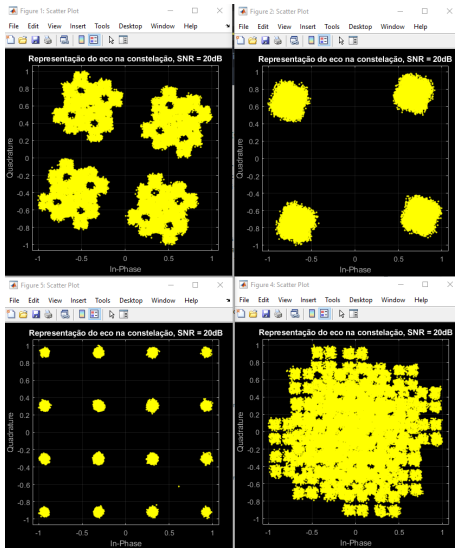 Figure 1: Scatter Plot
File Edit View Insert Tools Desktop Window Help
Representação do eco na constelação, SNR = 20dB
1
0.8
0.6
0.4
0.2
0
-0.2
-0.4
-0.6
-0.8
-1
Quadrature
-1 -0.5 0 0.5 1
In-Phase
Figure 2: Scatter Plot
File Edit View Insert Tools Desktop Window Help
Representação do eco na constelação, SNR = 20dB
1
0.8
0.6
0.4
0.2
0
-0.2
-0.4
-0.6
-0.8
-1
Quadrature
-1 -0.5 0 0.5 1
In-Phase
Figure 5: Scatter Plot
File Edit View Insert Tools Desktop Window Help
Representação do eco na constelação, SNR = 20dB
1
0.8
0.6
0.4
0.2
0
-0.2
-0.4
-0.6
-0.8
-1
Quadrature
-1 -0.5 0 0.5 1
In-Phase
Figure 4: Scatter Plot
File Edit View Insert Tools Desktop Window Help
Representação do eco na constelação, SNR = 20dB
1
0.8
0.6
0.4
0.2
0
-0.2
-0.4
-0.6
-0.8
-1
Quadrature
-1 -0.5 0 0.5 1
In-Phase